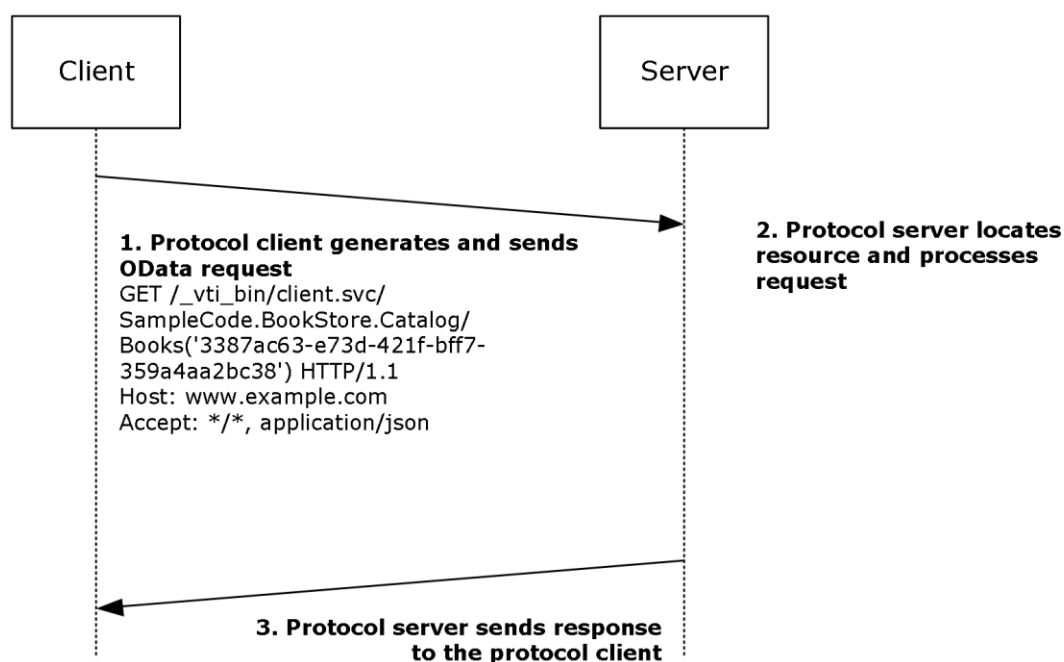 Client
Server
1. Protocol client generates and sends
OData request
GET /_vti_bin/client.svc/
SampleCode.BookStore.Catalog/
Books('3387ac63-e73d-421f-bff7-
359a4aa2bc38') HTTP/1.1
Host: www.example.com
Accept: */*, application/json
2. Protocol server locates
resource and processes
request
3. Protocol server sends response
to the protocol client